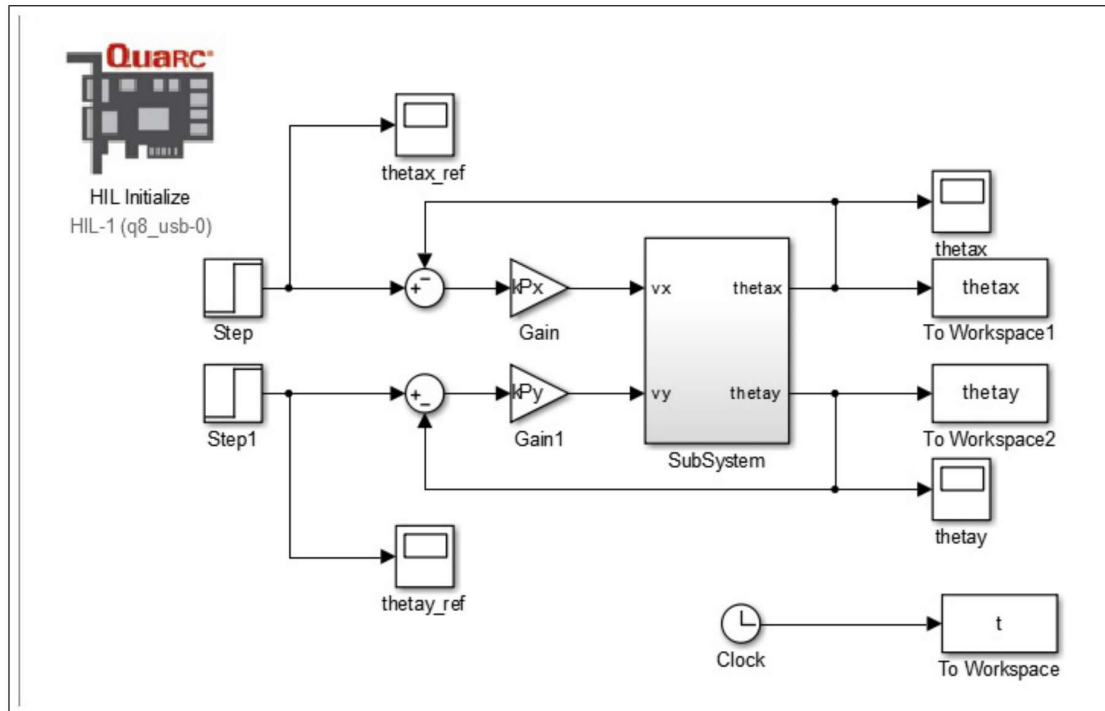 QUARC®
thetax_ref
HIL Initialize
HIL-1 (q8_usb-0)
thetax
+ −
kPx
vx
thetax
thetax
Step
Gain
To Workspace1
+ −
kPy
vy
thetay
thetay
Step1
Gain1
SubSystem
To Workspace2
thetay
thetay_ref
t
Clock
To Workspace